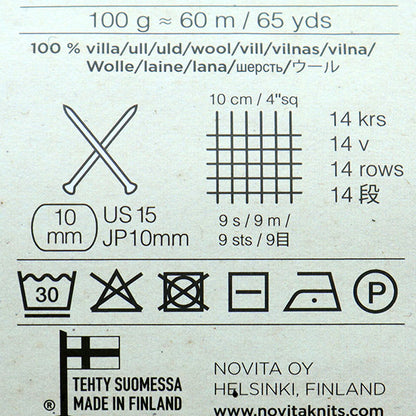 100 g ≈ 60 m / 65 yds
100 % villa/ull/uld/wool/vill/vilnas/vilna/
Wolle/laine/lana/шерсть/ウール
10 cm / 4"sq
14 krs
14 v
14 rows
14 段
10 mm
US 15
JP10mm
9 s / 9 m /
9 sts / 9目
30
P
®
TEHTY SUOMESSA
MADE IN FINLAND
NOVITA OY
HELSINKI, FINLAND
www.novitaknits.com